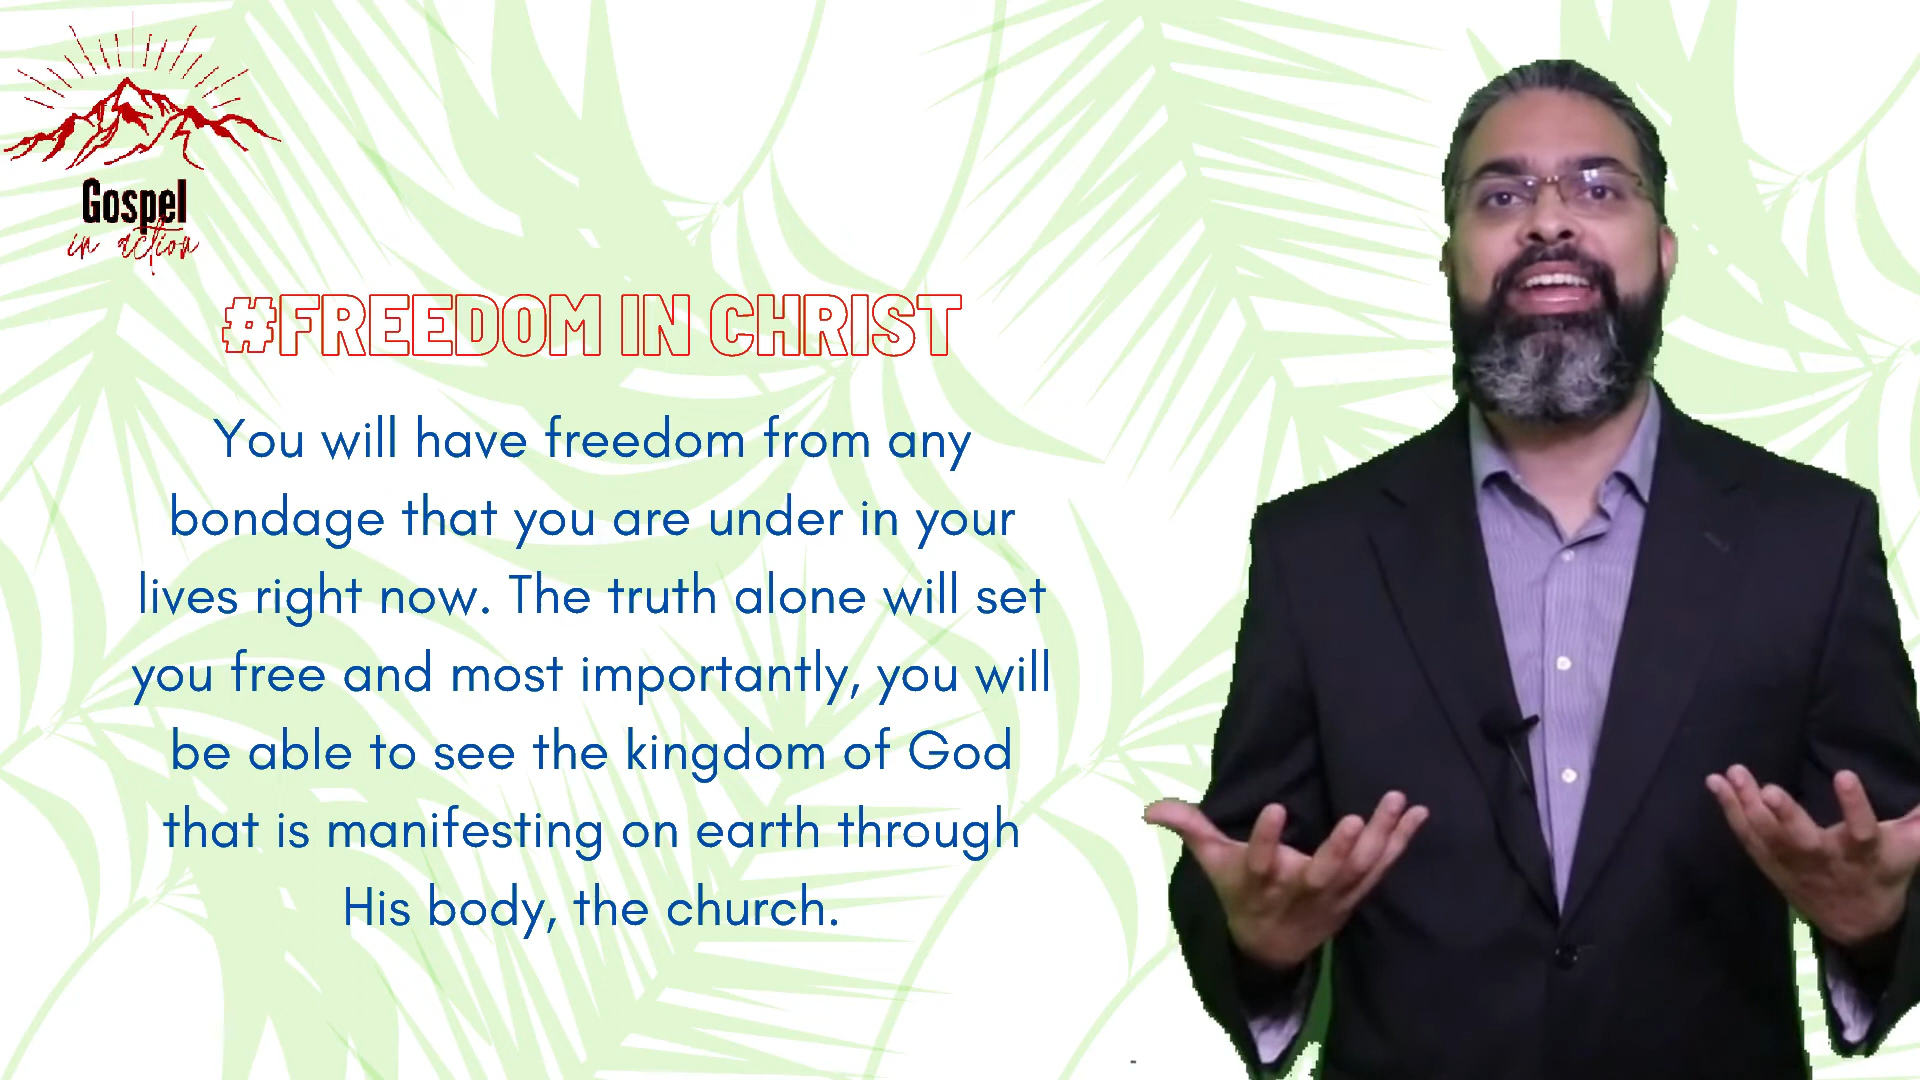 Gospel
in action
#FREEDOM IN CHRIST
You will have freedom from any
bondage that you are under in your
lives right now. The truth alone will set
you free and most importantly, you will
be able to see the kingdom of God
that is manifesting on earth through
His body, the church.